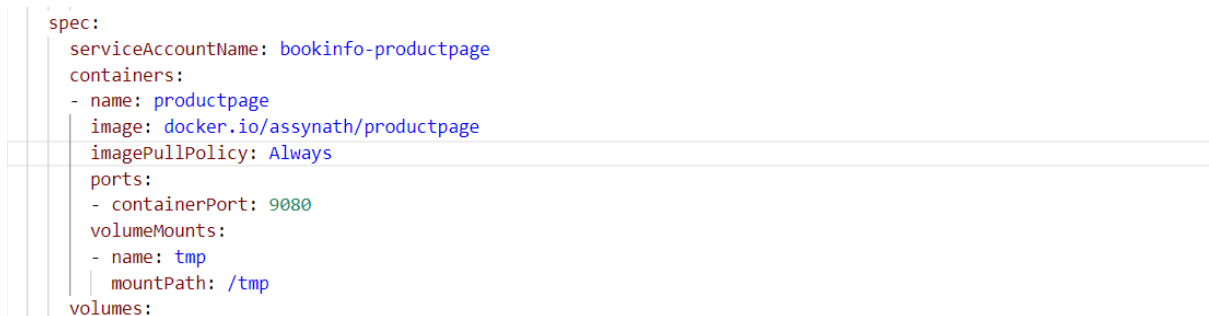 spec:
serviceAccountName: bookinfo-productpage
containers:
- name: productpage
image: docker.io/assynath/productpage
imagePullPolicy: Always
ports:
- containerPort: 9080
volumeMounts:
- name: tmp
mountPath: /tmp
volumes: